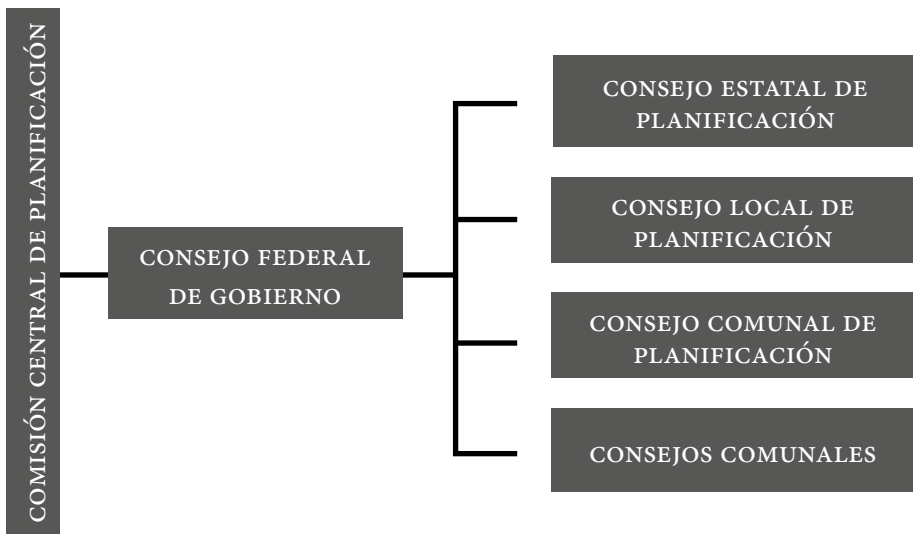 COMISIÓN CENTRAL DE PLANIFICACIÓN
CONSEJO FEDERAL
DE GOBIERNO
CONSEJO ESTATAL DE
PLANIFICACIÓN
CONSEJO LOCAL DE
PLANIFICACIÓN
CONSEJO COMUNAL DE
PLANIFICACIÓN
CONSEJOS COMUNALES